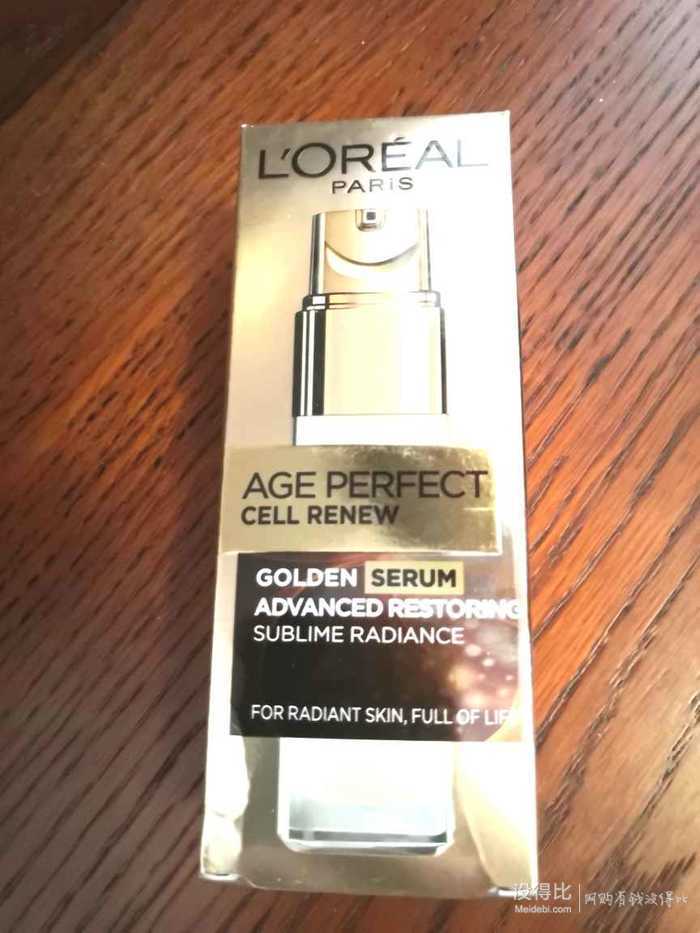 L'ORÉAL
PARIS
AGE PERFECT
CELL RENEW
GOLDEN SERUM
ADVANCED RESTORING
SUBLIME RADIANCE
FOR RADIANT SKIN, FULL OF LIF
没得比
Meidebi.com
网购有钱没得比